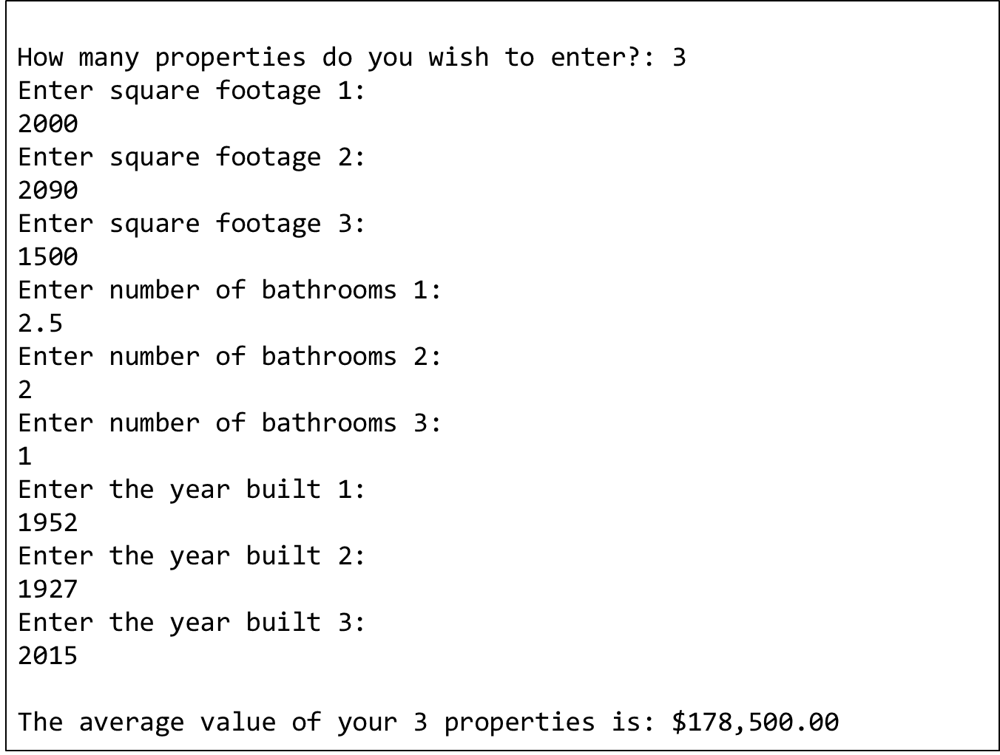 How many properties do you wish to enter?: 3
Enter square footage 1:
2000
Enter square footage 2:
2090
Enter square footage 3:
1500
Enter number of bathrooms 1:
2.5
Enter number of bathrooms 2:
2
Enter number of bathrooms 3:
1
Enter the year built 1:
1952
Enter the year built 2:
1927
Enter the year built 3:
2015
The average value of your 3 properties is: $178,500.00